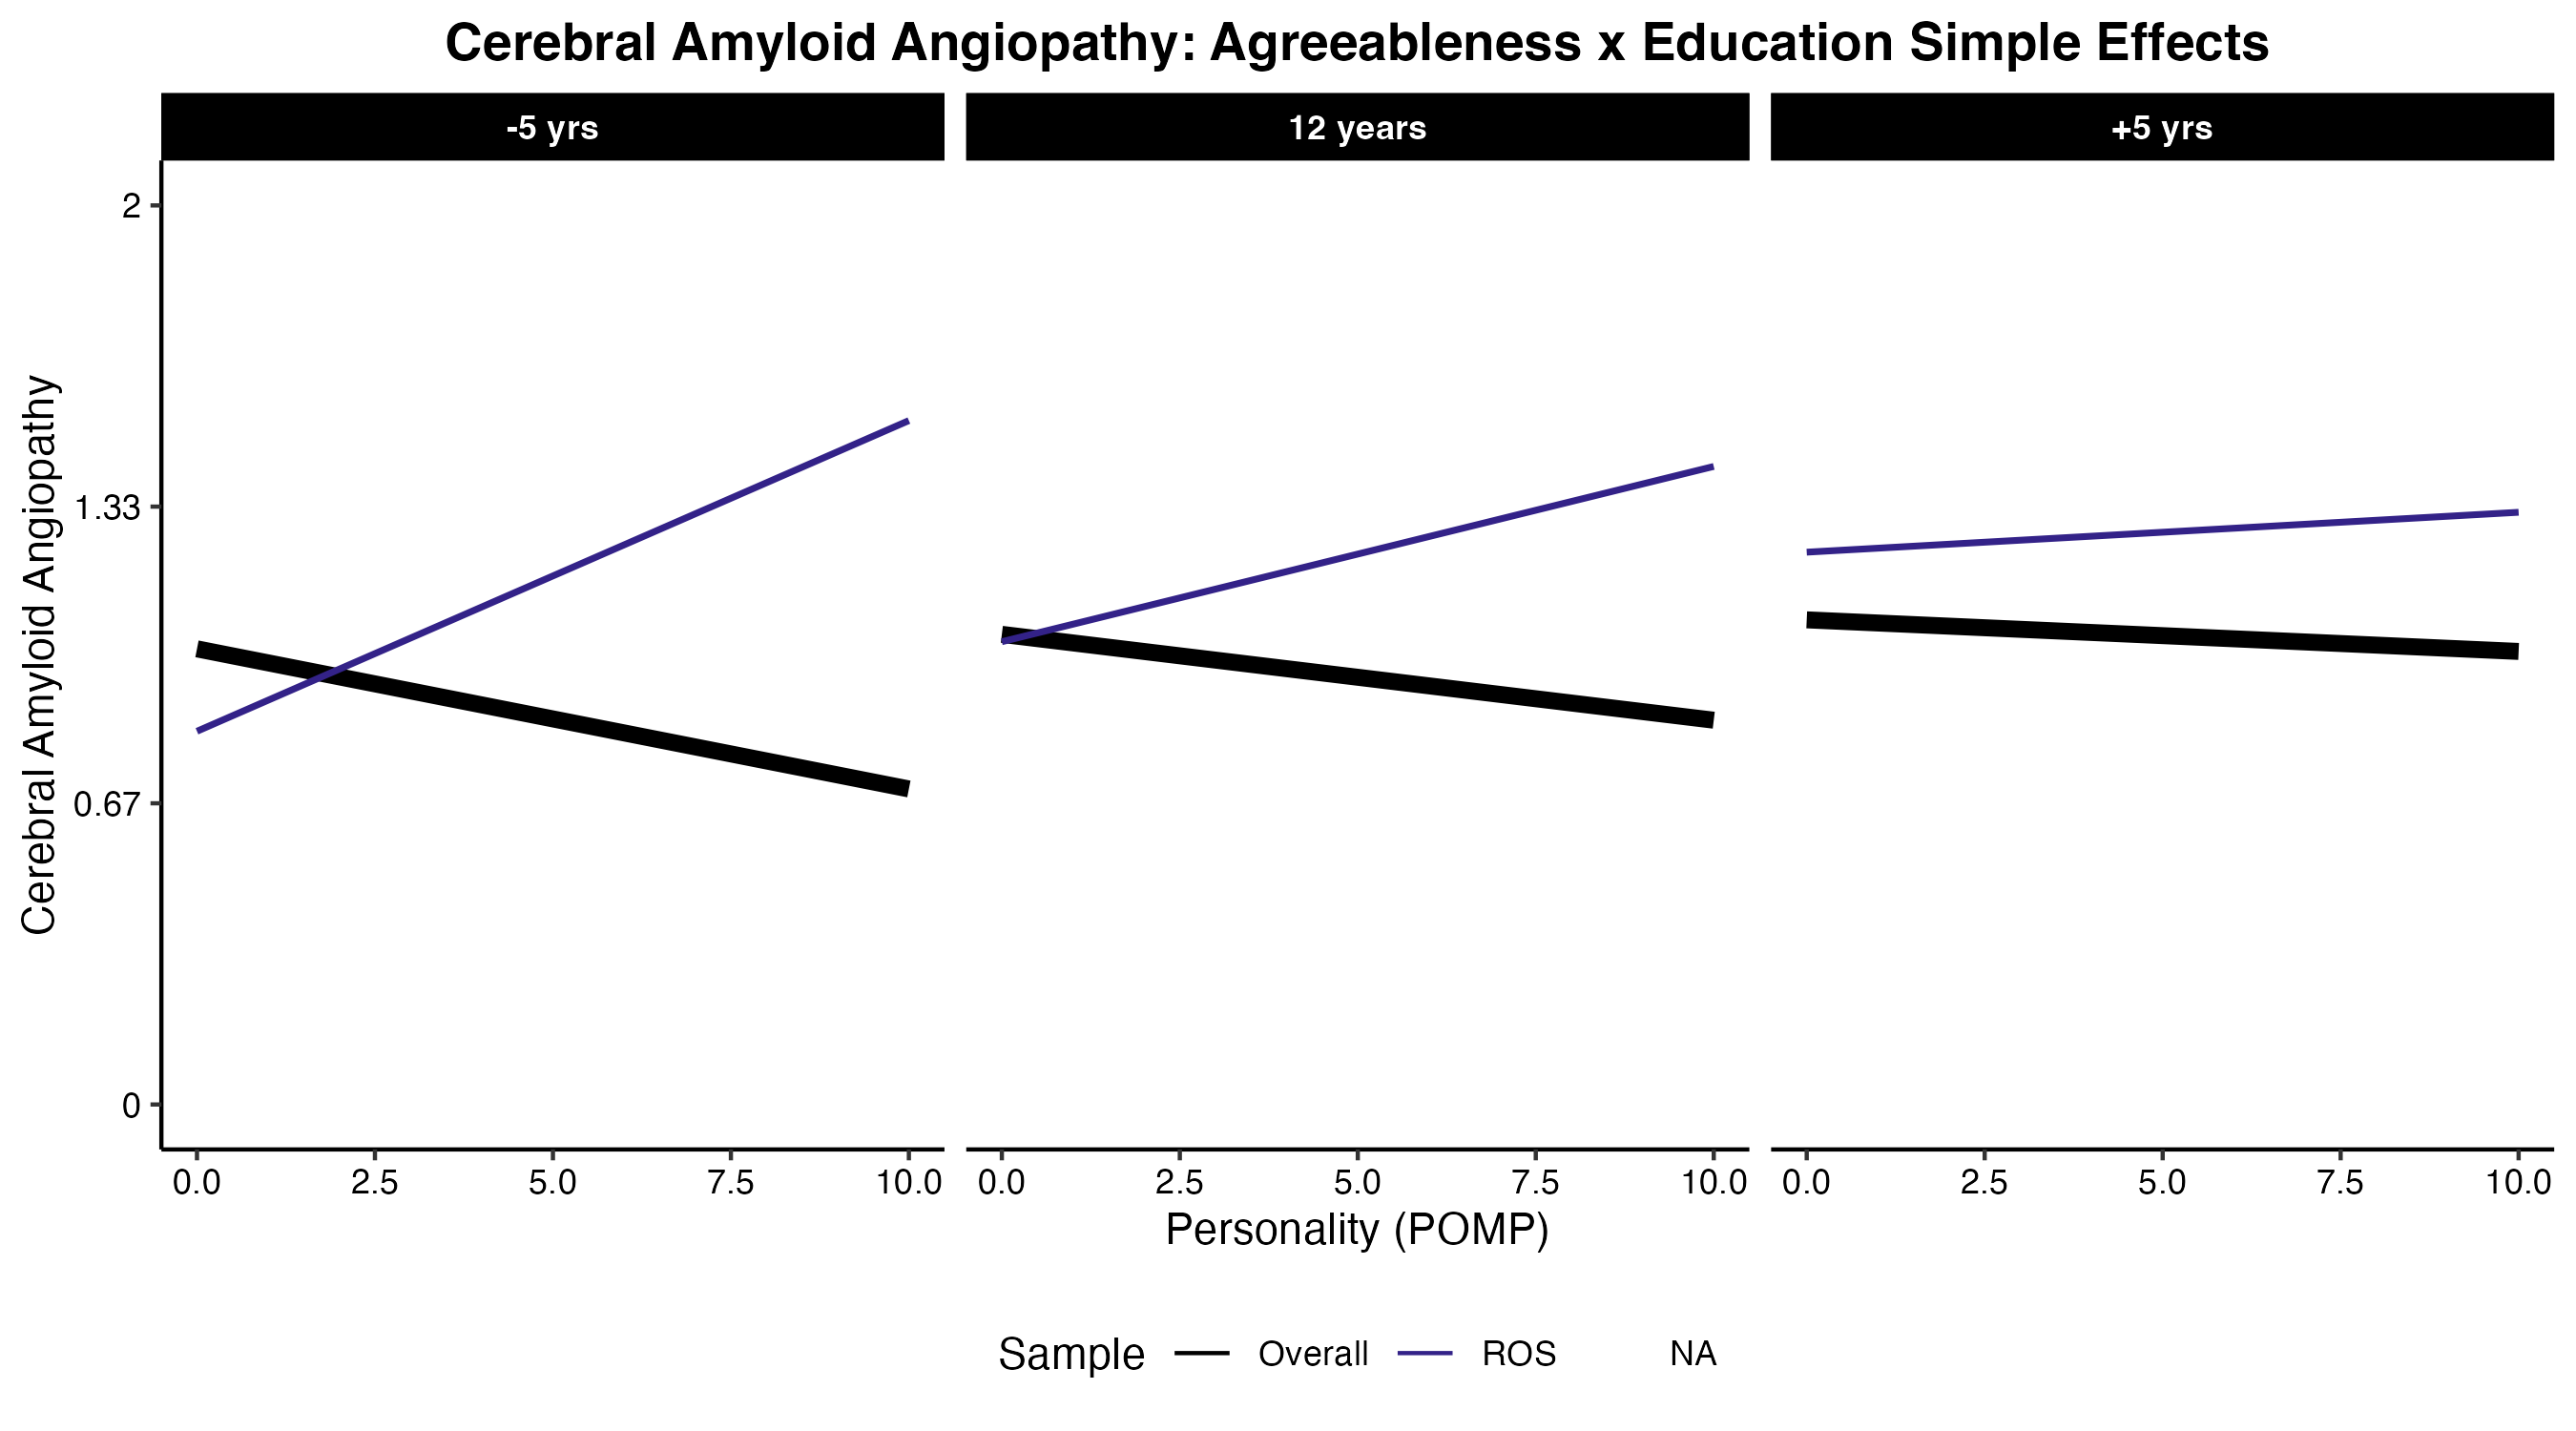 Cerebral Amyloid Angiopathy: Agreeableness x Education Simple Effects
-5 yrs
12 years
+5 yrs
Cerebral Amyloid Angiopathy
2
1.33
0.67
0
0.0 2.5 5.0 7.5 10.0
0.0 2.5 5.0 7.5 10.0
0.0 2.5 5.0 7.5 10.0
Personality (POMP)
Sample Overall ROS NA